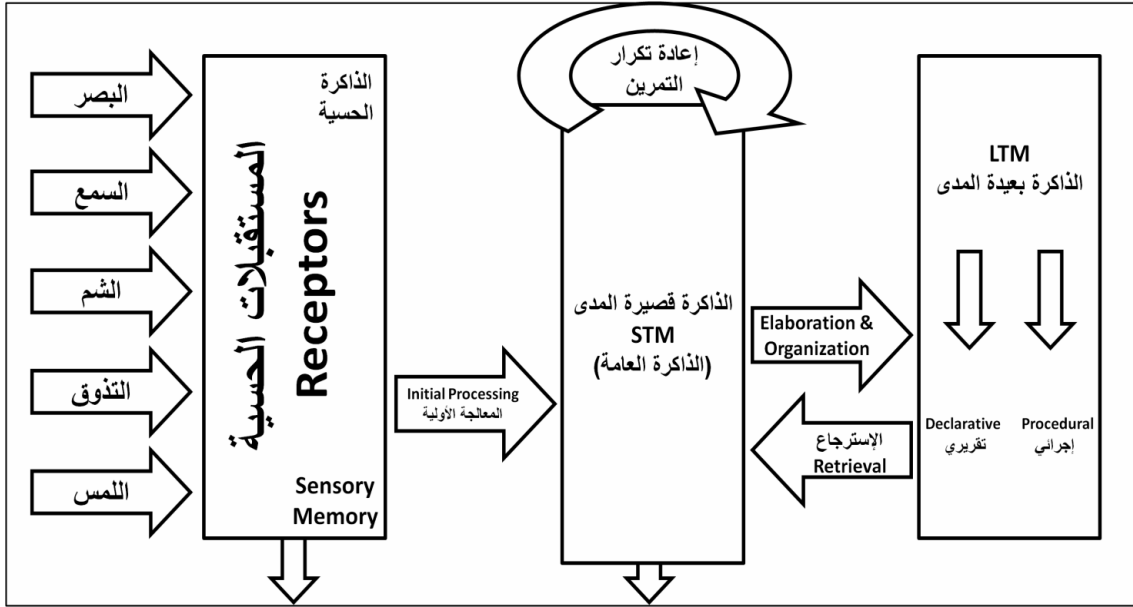 البصر
السمع
الشم
التذوق
اللمس
الذاكرة
الحسية
المستقبلات الحسية
Receptors
Sensory
Memory
Initial Processing
المعالجة الأولية
إعادة تكرار
التمرين
الذاكرة قصيرة المدى
STM
(الذاكرة العامة)
Elaboration &
Organization
الإسترجاع
Retrieval
LTM
الذاكرة بعيدة المدى
Declarative
تقريري
Procedural
إجرائي